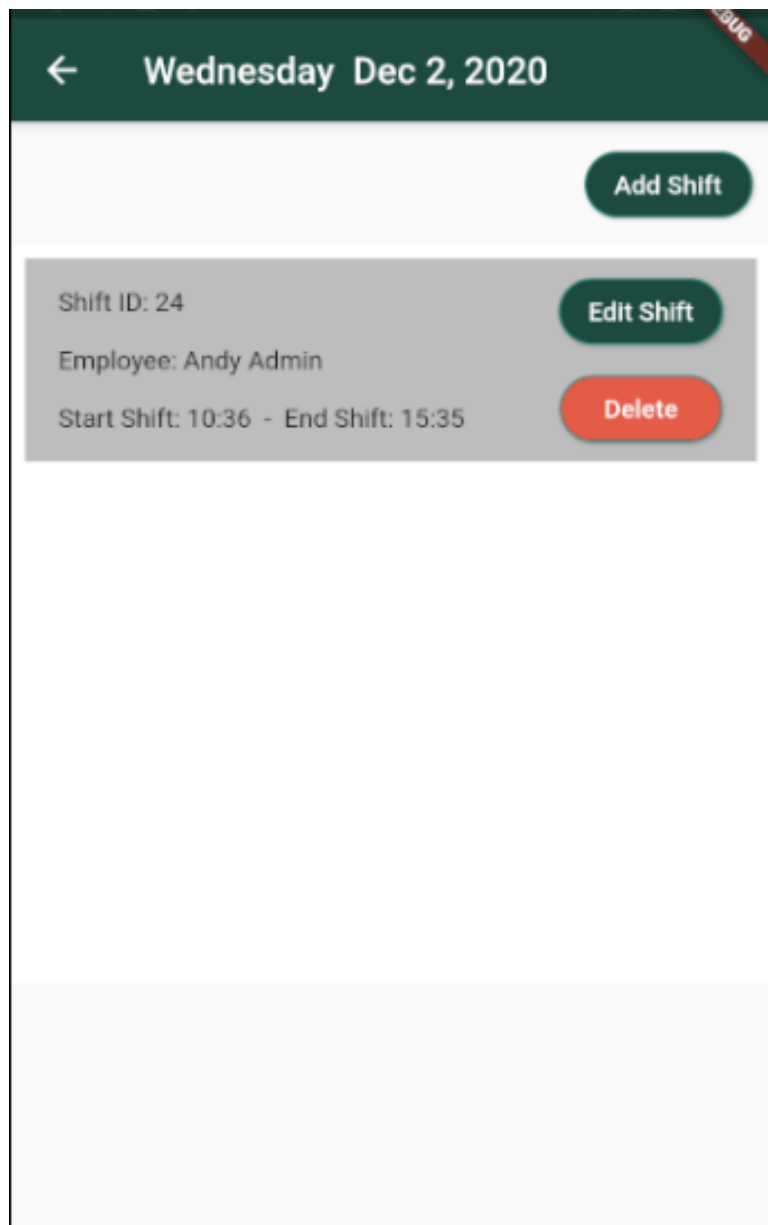 Wednesday  Dec 2, 2020
Add Shift
Shift ID: 24
Edit Shift
Employee: Andy Admin
Start Shift: 10:36  -  End Shift: 15:35
Delete